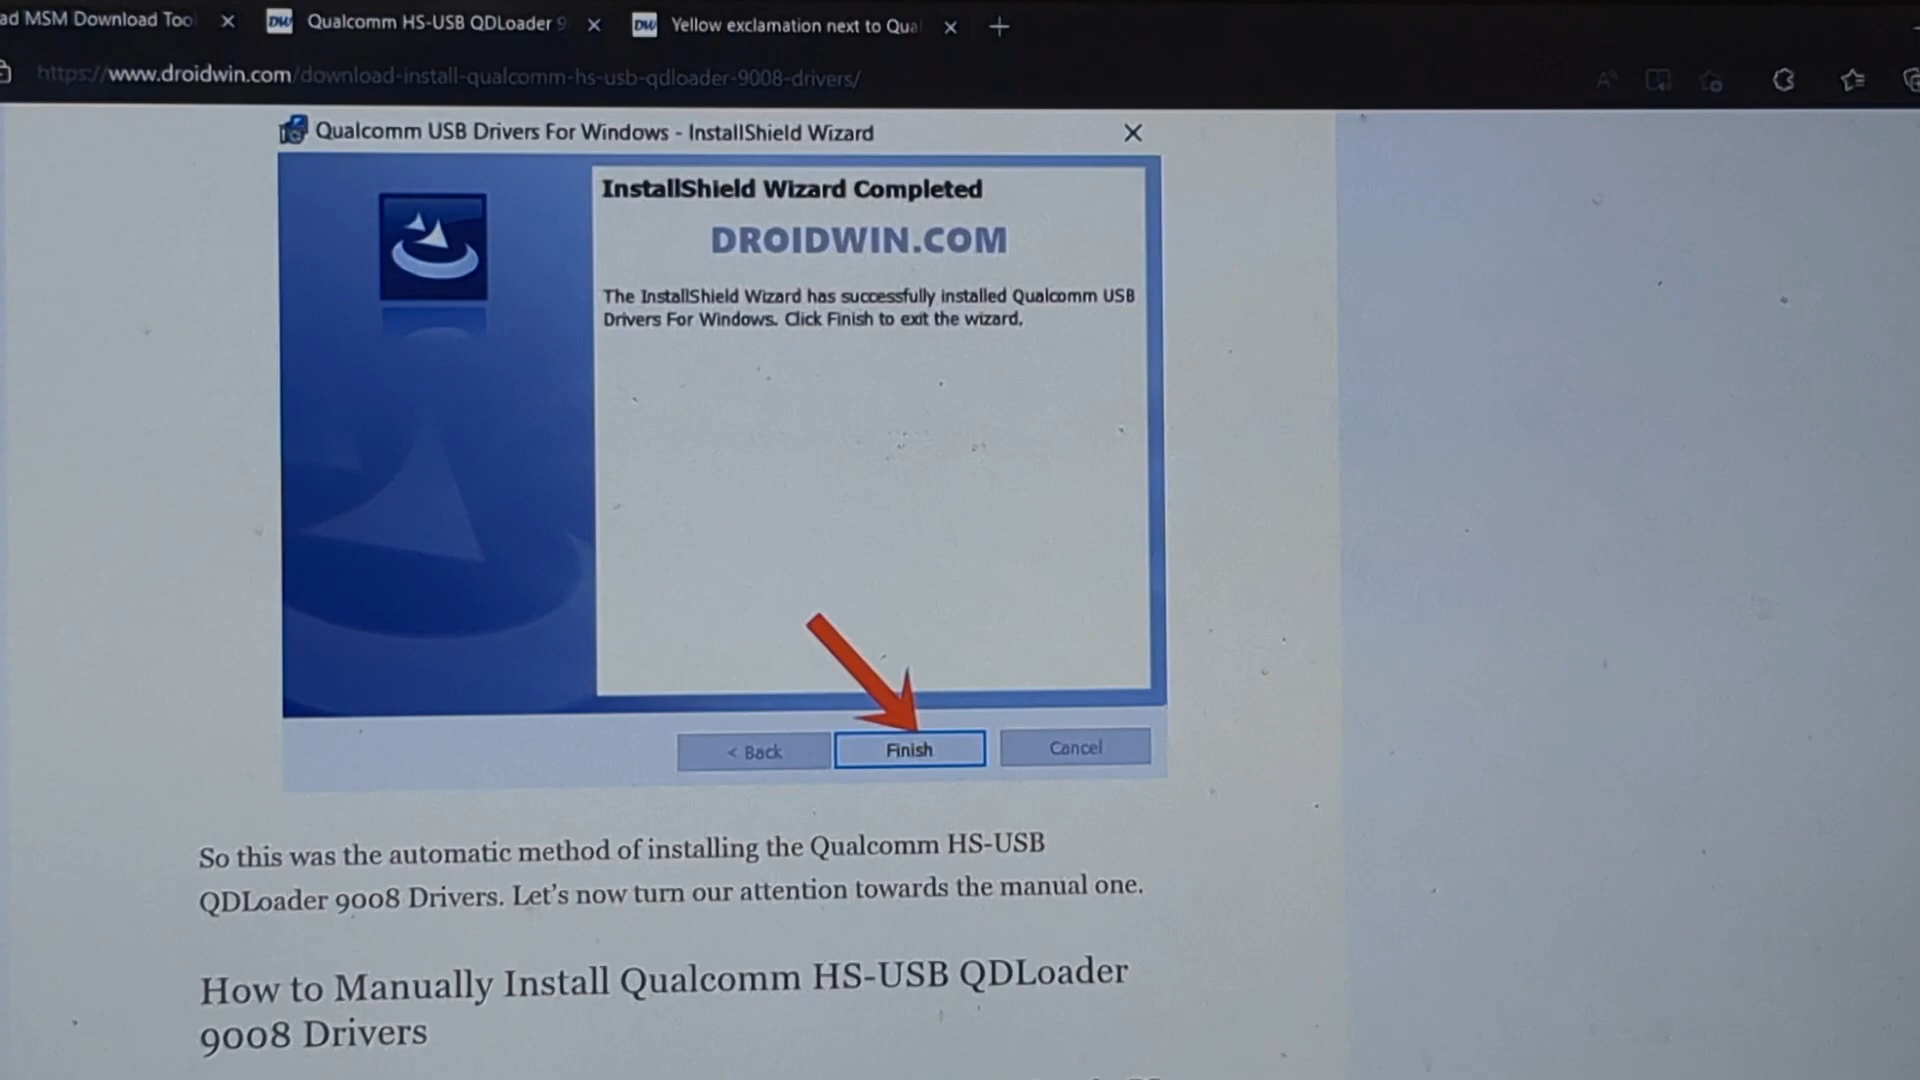 ad MSM Download Too
DW Qualcomm HS-USB QDLoader 9
DW Yellow exclamation next to Qua
https://www.droidwin.com/download-install-qualcomm-hs-usb-qdloader-9008-drivers/
Qualcomm USB Drivers For Windows - InstallShield Wizard
InstallShield Wizard Completed
DROIDWIN.COM
The InstallShield Wizard has successfully installed Qualcomm USB
Drivers For Windows. Click Finish to exit the wizard.
< Back
Finish
Cancel
So this was the automatic method of installing the Qualcomm HS-USB
QDLoader 9008 Drivers. Let's now turn our attention towards the manual one.
How to Manually Install Qualcomm HS-USB QDLoader
9008 Drivers